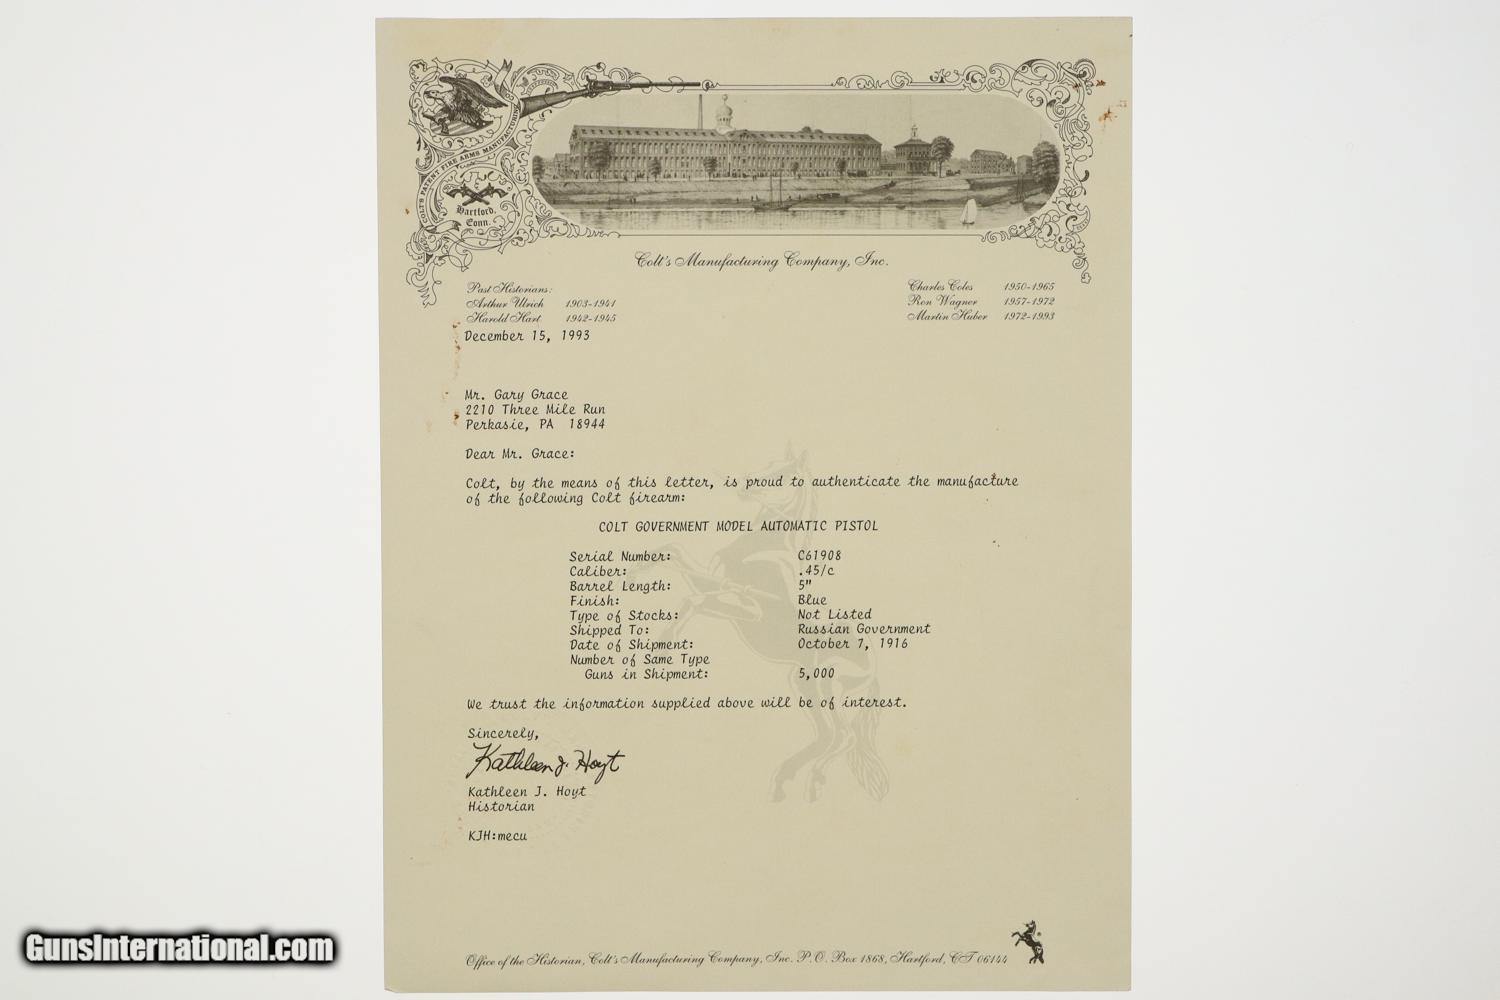 COLT'S PATENT FIRE ARMS MANUFACTURING CO.
Hartford,
Conn.
Colt's Manufacturing Company, Inc.
Past Historians:
Arthur Ulrich 1903-1941
Harold Hart 1942-1945
Charles Coles 1950-1965
Ron Wagner 1957-1972
Martin Huber 1972-1993
December 15, 1993
Mr. Gary Grace
2210 Three Mile Run
Perkasie, PA 18944
Dear Mr. Grace:
Colt, by the means of this letter, is proud to authenticate the manufacture
of the following Colt firearm:
COLT GOVERNMENT MODEL AUTOMATIC PISTOL
Serial Number: C61908
Caliber: .45/c
Barrel Length: 5"
Finish: Blue
Type of Stocks: Not Listed
Shipped To: Russian Government
Date of Shipment: October 7, 1916
Number of Same Type
Guns in Shipment: 5,000
We trust the information supplied above will be of interest.
Sincerely,
Kathleen J. Hoyt
Kathleen J. Hoyt
Historian
KJH:mecu
Office of the Historian, Colt's Manufacturing Company, Inc. P.O. Box 1868, Hartford, CT 06144
GunsInternational.com